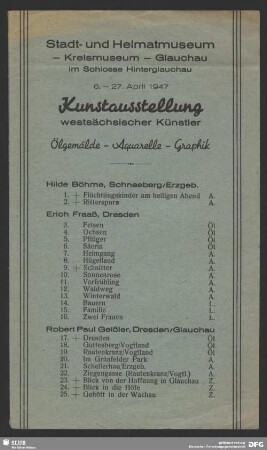 Stadt- und Heimatmuseum
– Kreismuseum – Glauchau
im Schlosse Hinterglauchau
6. – 27. April 1947
Kunstausstellung
westsächsischer Künstler
Ölgemälde – Aquarelle – Graphik
Hilde Böhme, Schneeberg/Erzgeb.
1. + Flüchtlingskinder am heiligen Abend A.
2. + Rittersporn A.
Erich Fraaß, Dresden
3. Felsen Öl
4. Ochsen Öl
5. Pflüger Öl
6. Säerin Öl
7. Heimgang A.
8. Hügelland A.
9. + Schnitter A.
10. Sonnenrose A.
11. Vorfrühling A.
12. Waldweg A.
13. Winterwald A.
14. Bauern L.
15. Familie L.
16. Zwei Frauen L.
Robert Paul Geißler, Dresden/Glauchau
17. + Dresden Öl
18. Guttesberg/Vogtland Öl
19. Rautenkranz/Vogtland Öl
20. Im Grünfelder Park A.
21. Schellerhau/Erzgeb. A.
22. Ziegengasse (Rautenkranz/Vogtl.) A.
23. + Blick von der Hoffnung in Glauchau Z.
24. + Blick in die Höfe Z.
25. + Gehöft in der Wachau Z.
SLUB
DFG